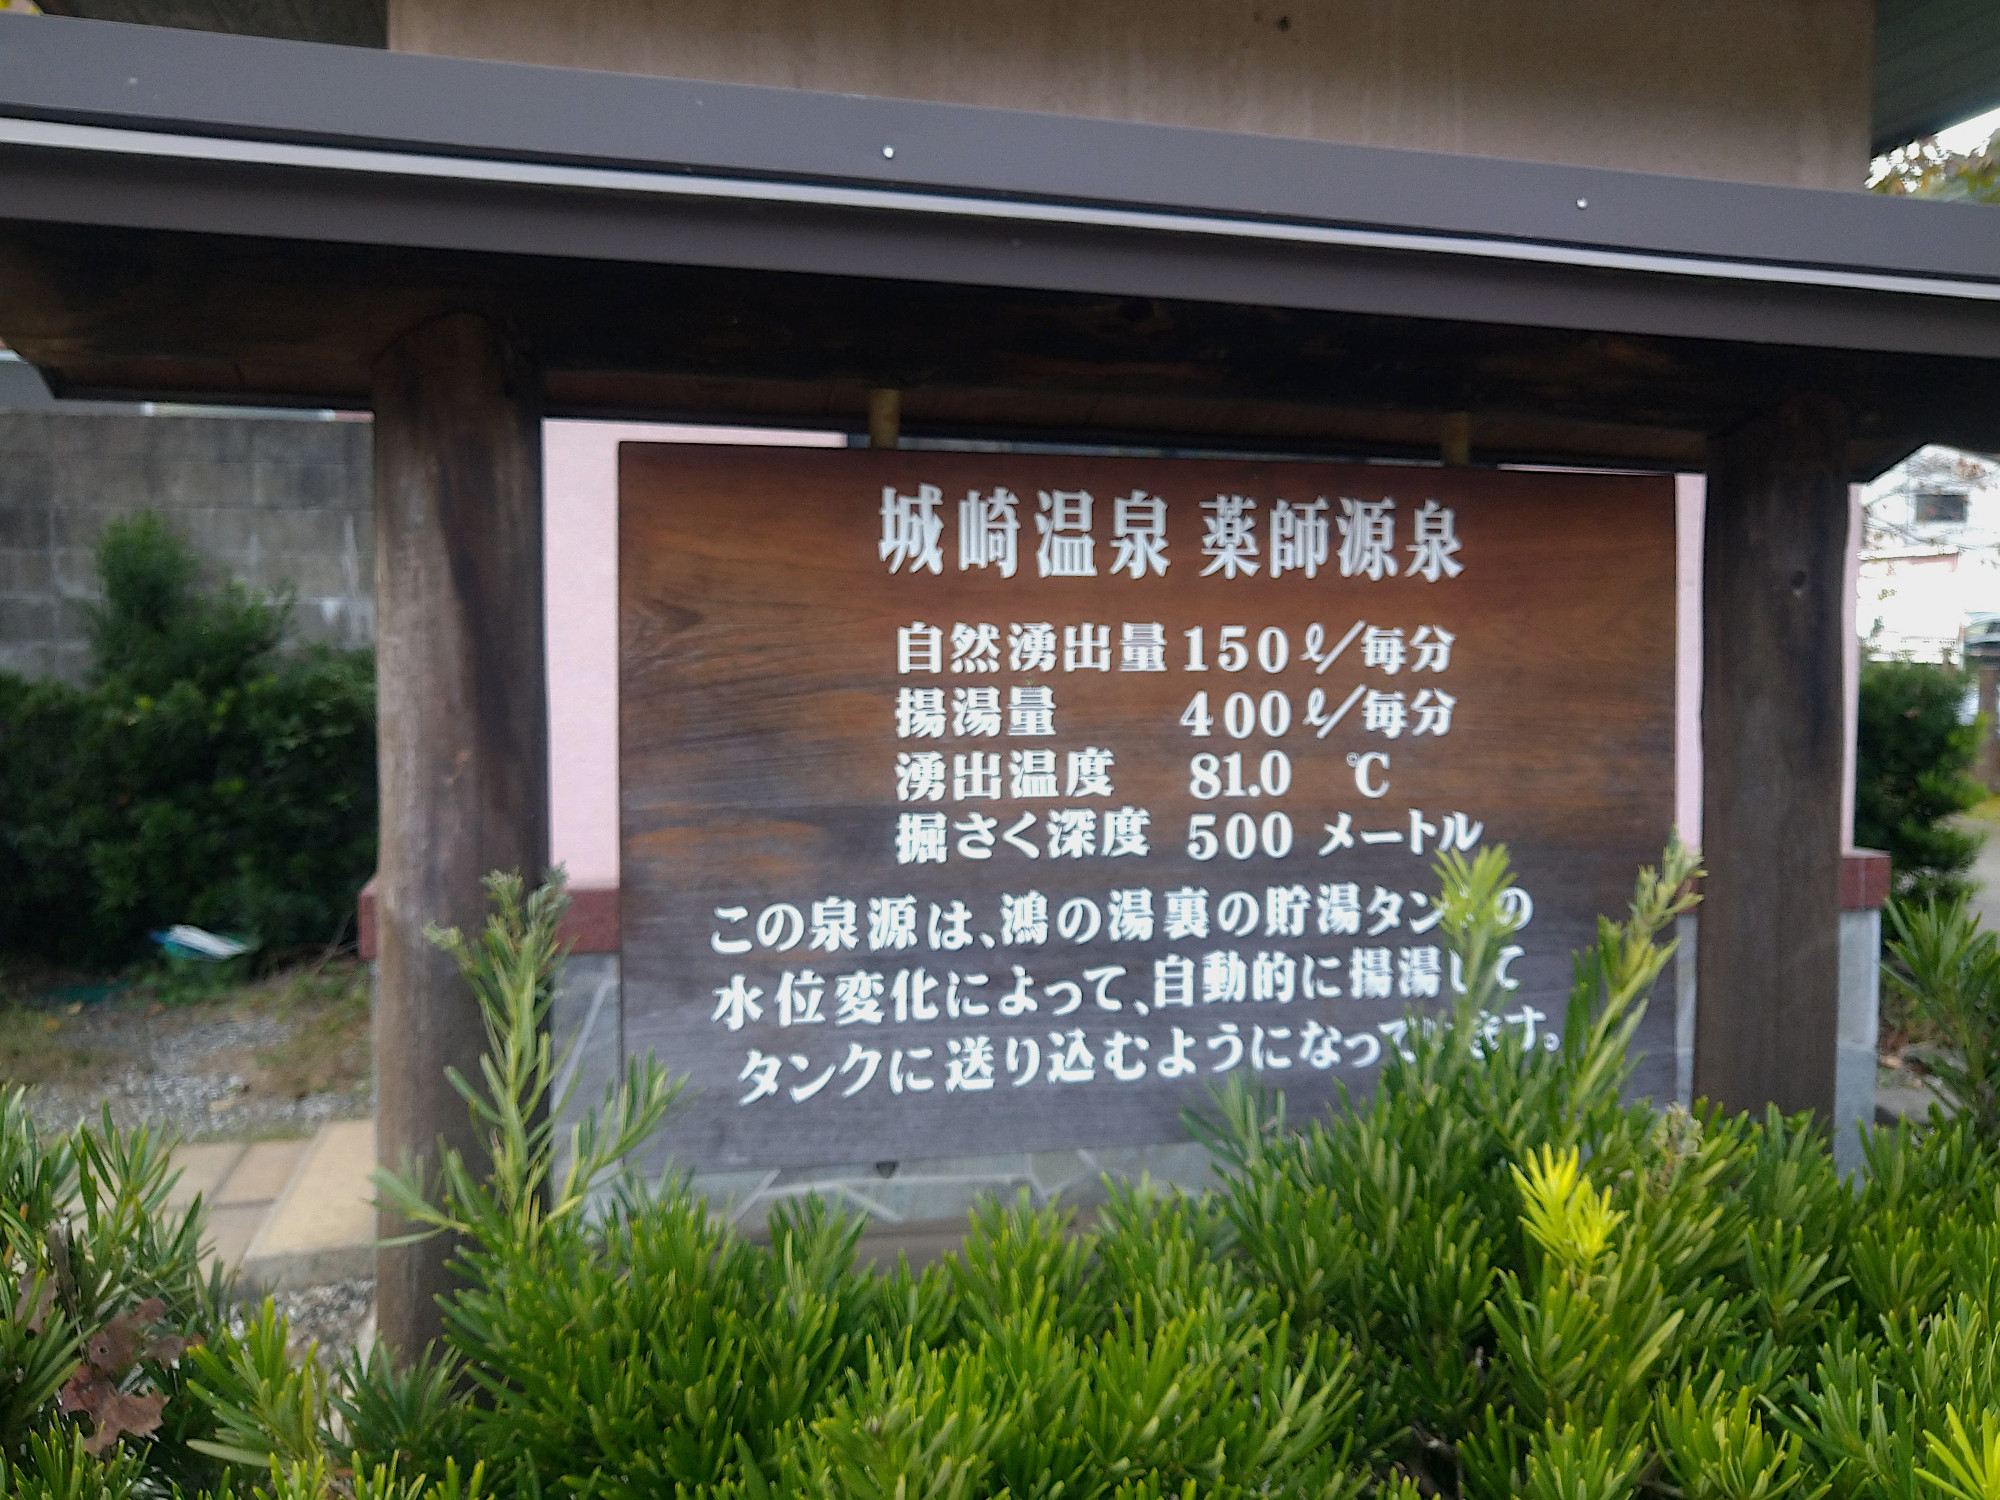 城崎温泉 薬師源泉
自然湧出量 150ℓ/毎分
揚湯量 400ℓ/毎分
湧出温度 81.0 ℃
掘さく深度 500 メートル
この泉源は、鴻の湯裏の貯湯タンクの
水位変化によって、自動的に揚湯して
タンクに送り込むようになっています。